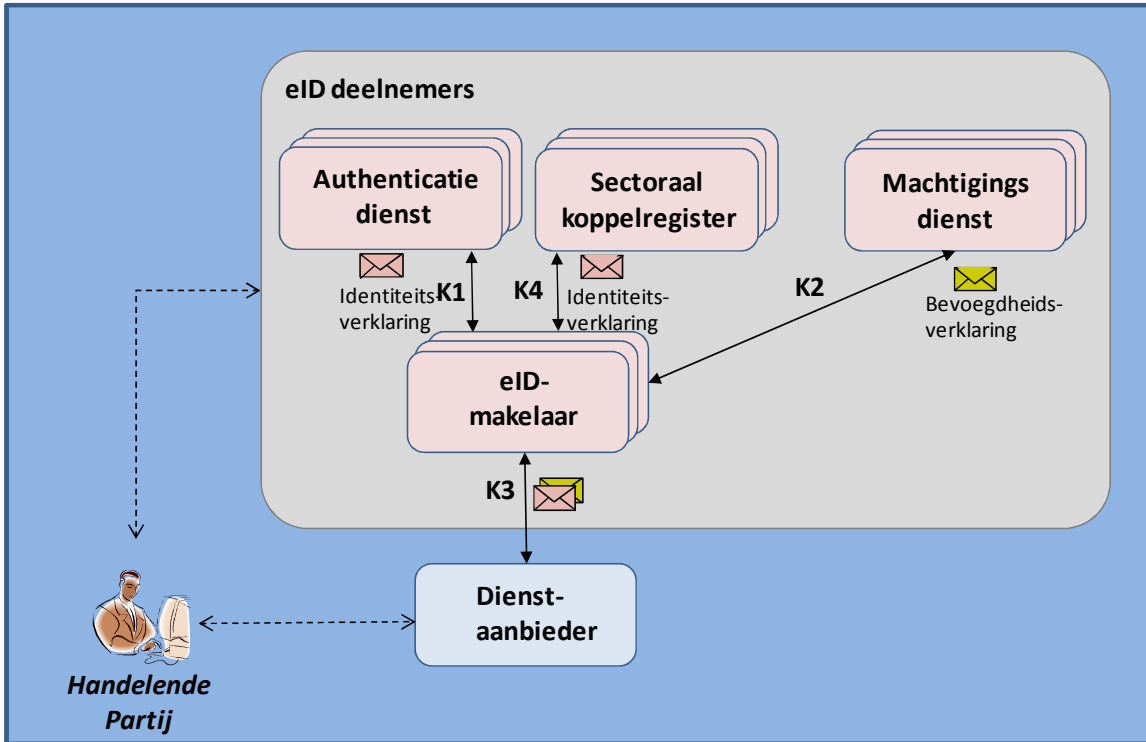 eID deelnemers
Authenticatie
dienst
Sectoraal
koppelregister
Machtigings
dienst
Identiteits-
verklaring
K1
K4
Identiteits-
verklaring
K2
Bevoegdheids-
verklaring
eID-
makelaar
K3
Dienst-
aanbieder
Handelende
Partij